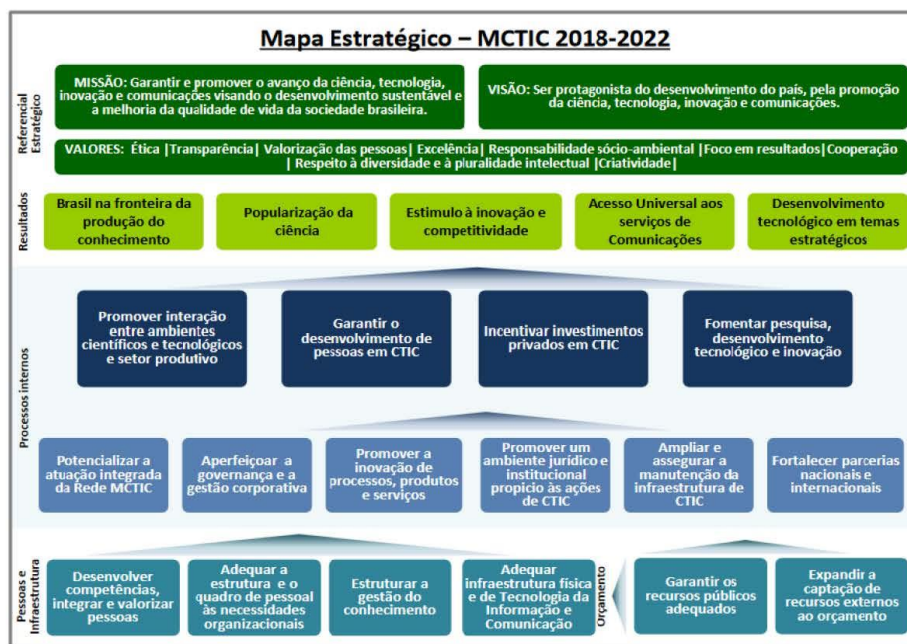 Mapa Estratégico – MCTIC 2018-2022
Referencial
Estratégico
MISSÃO: Garantir e promover o avanço da ciência, tecnologia,
inovação e comunicações visando o desenvolvimento sustentável e
a melhoria da qualidade de vida da sociedade brasileira.
VISÃO: Ser protagonista do desenvolvimento do país, pela promoção
da ciência, tecnologia, inovação e comunicações.
VALORES: Ética |Transparência| Valorização das pessoas| Excelência| Responsabilidade sócio-ambiental |Foco em resultados|Cooperação
| Respeito à diversidade e à pluralidade intelectual |Criatividade|
Resultados
Brasil na fronteira da
produção do
conhecimento
Popularização da
ciência
Estimulo à inovação e
competitividade
Acesso Universal aos
serviços de
Comunicações
Desenvolvimento
tecnológico em temas
estratégicos
Processos internos
Promover interação
entre ambientes
científicos e tecnológicos
e setor produtivo
Garantir o
desenvolvimento de
pessoas em CTIC
Incentivar investimentos
privados em CTIC
Fomentar pesquisa,
desenvolvimento
tecnológico e inovação
Potencializar a
atuação integrada
da Rede MCTIC
Aperfeiçoar a
governança e a
gestão corporativa
Promover a
inovação de
processos, produtos
e serviços
Promover um
ambiente jurídico e
institucional
propicio às ações
de CTIC
Ampliar e
assegurar a
manutenção da
infraestrutura de
CTIC
Fortalecer parcerias
nacionais e
internacionais
Pessoas e
Infraestrutura
Desenvolver
competências,
integrar e valorizar
pessoas
Adequar a
estrutura e o
quadro de pessoal
às necessidades
organizacionais
Estruturar a
gestão do
conhecimento
Adequar
infraestrutura física
e de Tecnologia da
Informação e
Comunicação
Orçamento
Garantir os
recursos públicos
adequados
Expandir a
captação de
recursos externos
ao orçamento